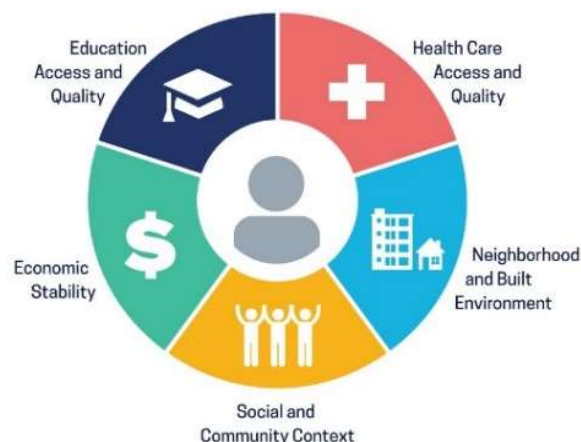 Education
Access and
Quality
Health Care
Access and
Quality
Economic
Stability
$
Neighborhood
and Built
Environment
Social and
Community Context